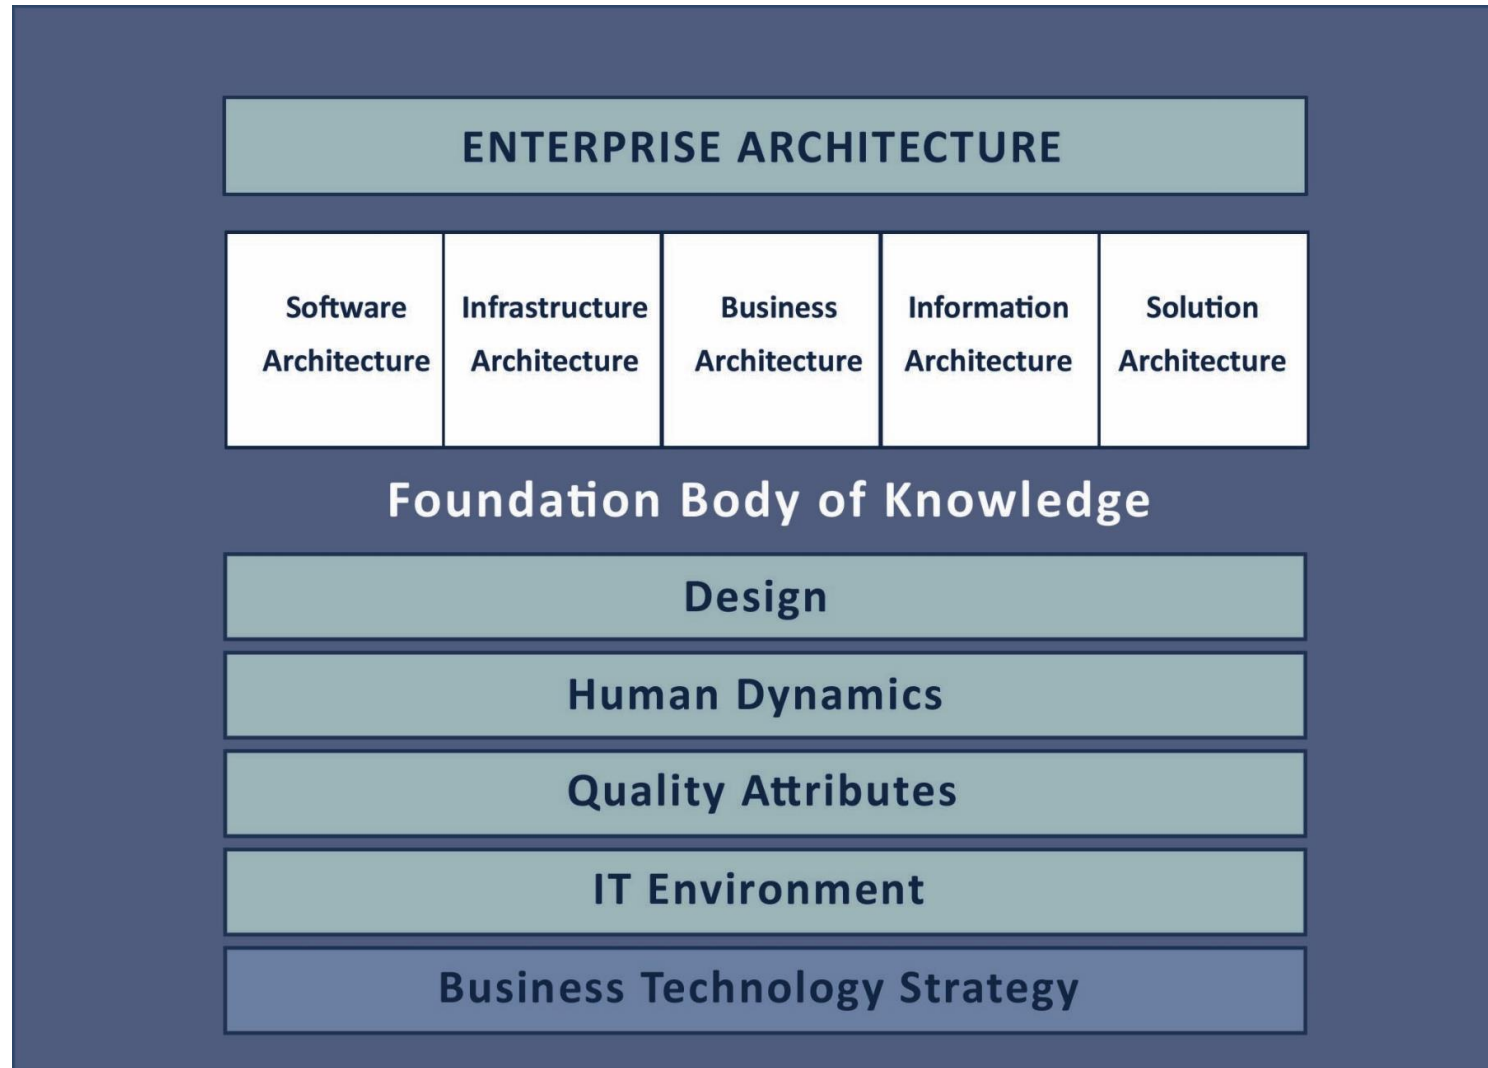 ENTERPRISE ARCHITECTURE
Software Architecture
Infrastructure Architecture
Business Architecture
Information Architecture
Solution Architecture
Foundation Body of Knowledge
Design
Human Dynamics
Quality Attributes
IT Environment
Business Technology Strategy